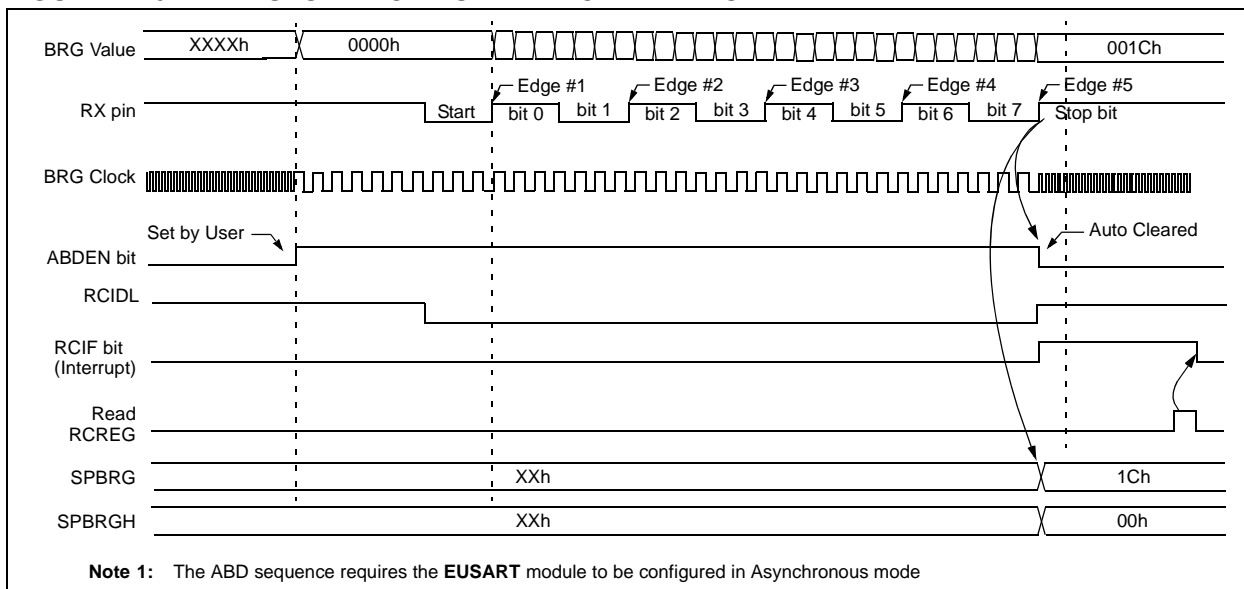 BRG Value XXXXh 0000h 001Ch
Edge #1 Edge #2 Edge #3 Edge #4 Edge #5
RX pin Start bit 0 bit 1 bit 2 bit 3 bit 4 bit 5 bit 6 bit 7 Stop bit
BRG Clock
Set by User Auto Cleared
ABDEN bit
RCIDL
RCIF bit
(Interrupt)
Read
RCREG
SPBRG XXh 1Ch
SPBRGH XXh 00h
Note 1: The ABD sequence requires the EUSART module to be configured in Asynchronous mode